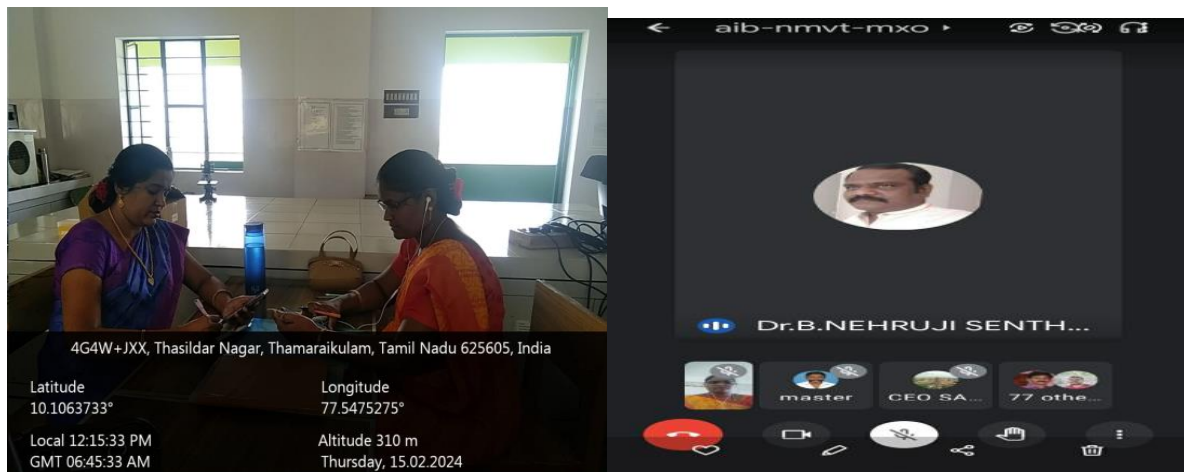 4G4W+JXX, Thasildar Nagar, Thamaraikulam, Tamil Nadu 625605, India
Latitude
10.1063733°
Longitude
77.5475275°
Local 12:15:33 PM
GMT 06:45:33 AM
Altitude 310 m
Thursday, 15.02.2024
aib-nmvt-mxo
Dr.B.NEHRUJI SENTH...
master
CEO SA...
77 othe...